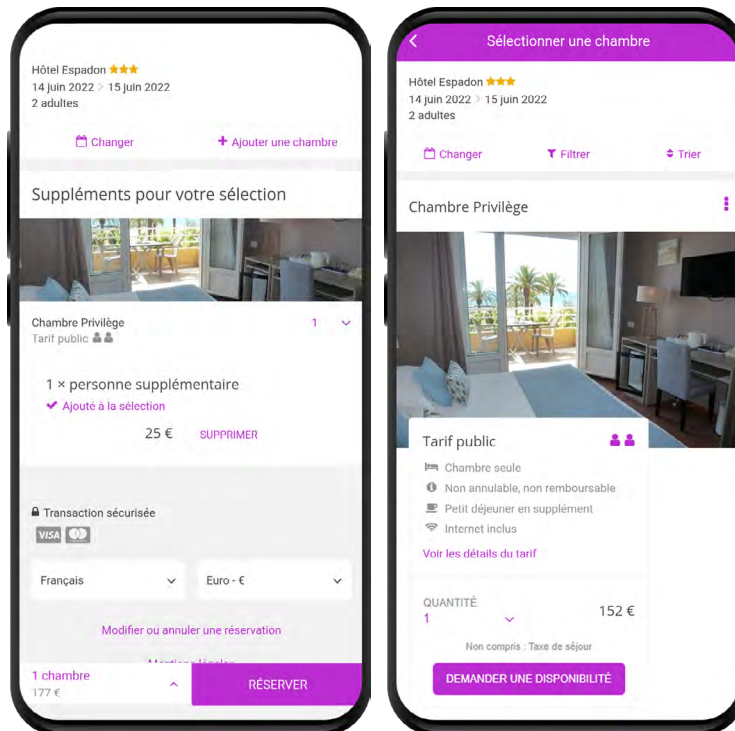 Hôtel Espadon
14 juin 2022 > 15 juin 2022
2 adultes
Changer
+ Ajouter une chambre
Suppléments pour votre sélection
Chambre Privilège
1
Tarif public
1 × personne supplémentaire
Ajouté à la sélection
25 €
SUPPRIMER
Transaction sécurisée
VISA
Français
Euro - €
Modifier ou annuler une réservation
1 chambre
177 €
RÉSERVER
Sélectionner une chambre
Hôtel Espadon
14 juin 2022 > 15 juin 2022
2 adultes
Changer
Filtrer
Trier
Chambre Privilège
Tarif public
Chambre seule
Non annulable, non remboursable
Petit déjeuner en supplément
Internet inclus
Voir les détails du tarif
QUANTITÉ
1
152 €
Non compris : Taxe de séjour
DEMANDER UNE DISPONIBILITÉ